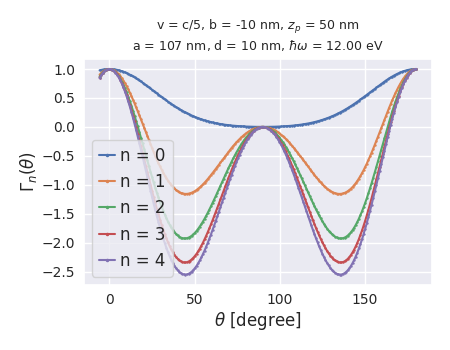 v = c/5, b = -10 nm, $z_p$ = 50 nm
a = 107 nm, d = 10 nm, ℏω = 12.00 eV
1.0
0.5
0.0
−0.5
−1.0
−1.5
−2.0
−2.5
Γₙ(θ)
n = 0
n = 1
n = 2
n = 3
n = 4
0 50 100 150
θ [degree]